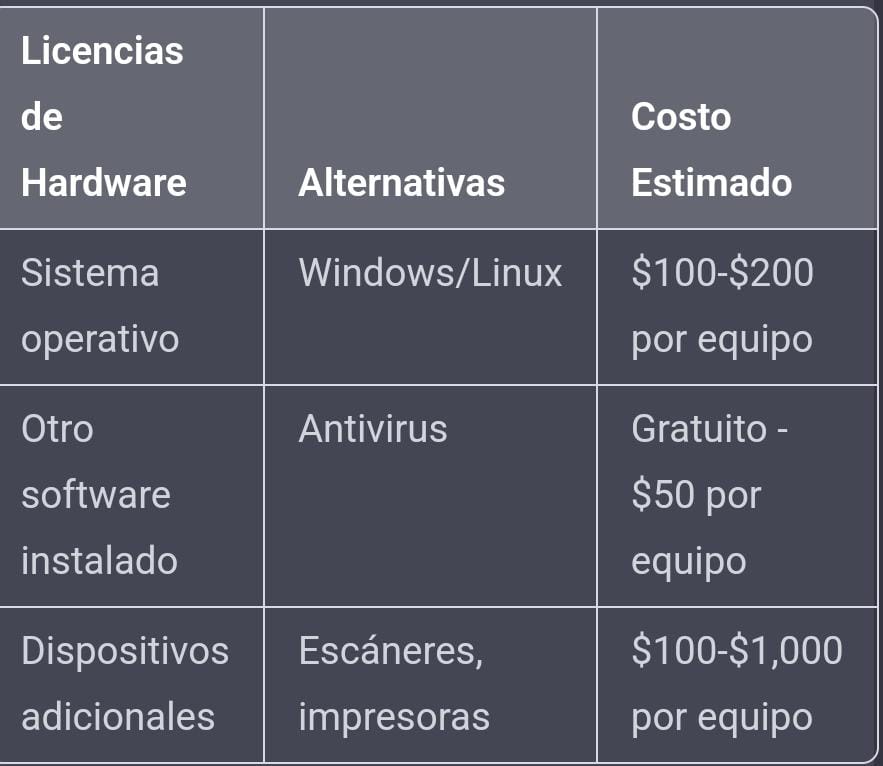 Licencias
de
Hardware
Alternativas
Costo
Estimado
Sistema
operativo
Windows/Linux
$100-$200
por equipo
Otro
software
instalado
Antivirus
Gratuito -
$50 por
equipo
Dispositivos
adicionales
Escáneres,
impresoras
$100-$1,000
por equipo